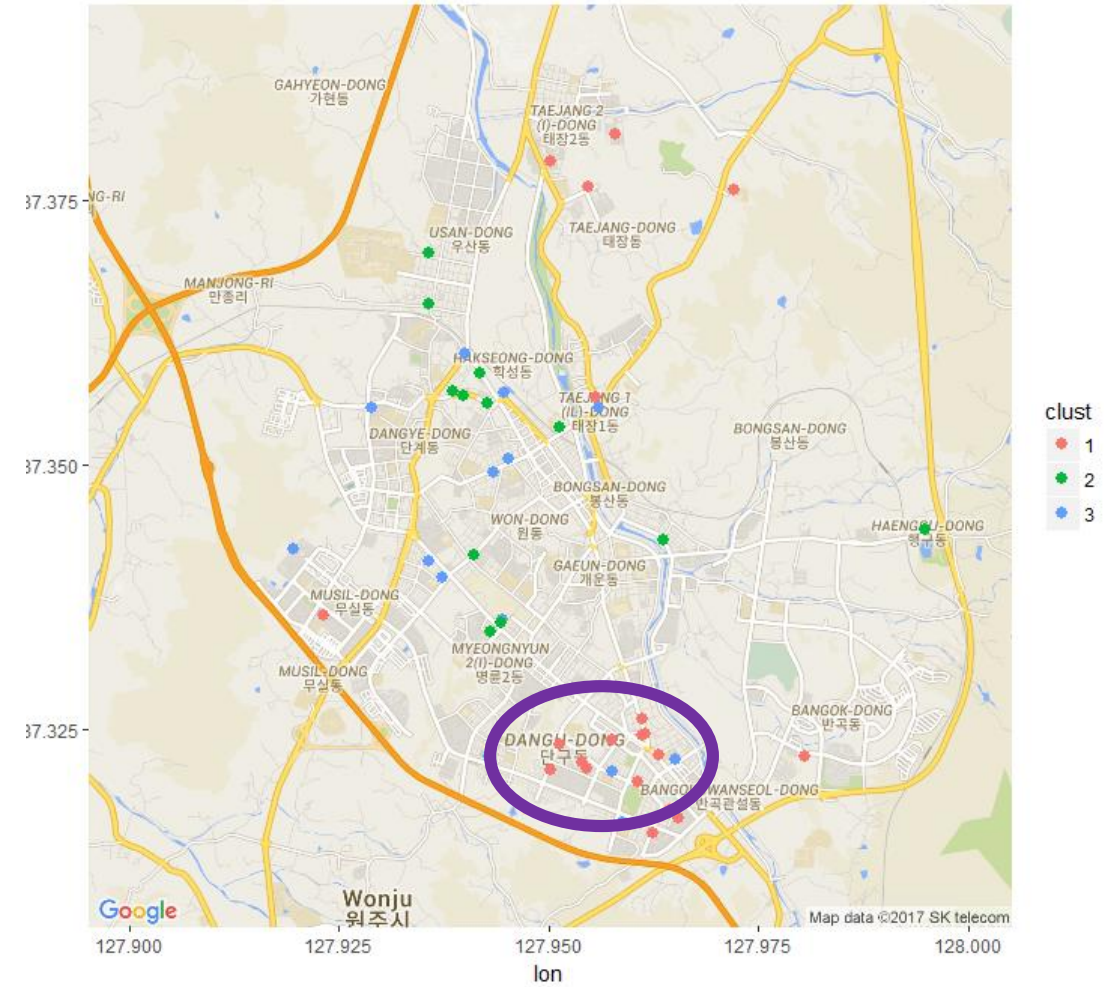 GAHYEON-DONG
가현동
TAEJANG 2
(I)-DONG
태장2동
37.375
NG-RI
USAN-DONG
우산동
TAEJANG-DONG
태장동
MANJONG-RI
만종리
HAKSEONG-DONG
학성동
TAEJANG 1
(IL)-DONG
태장1동
DANGYE-DONG
단계동
BONGSAN-DONG
봉산동
clust
1
2
3
37.350
BONGSAN-DONG
봉산동
WON-DONG
원동
HAENGGU-DONG
행구동
GAEUN-DONG
개운동
MUSIL-DONG
무실동
MYEONGNYUN
2(I)-DONG
명륜2동
MUSIL-DONG
무실동
BANGOK-DONG
반곡동
37.325
DANGU-DONG
단구동
BANGOKGWANSEOL-DONG
반곡관설동
Wonju
원주시
Google
Map data ©2017 SK telecom
127.900
127.925
127.950
127.975
128.000
lon